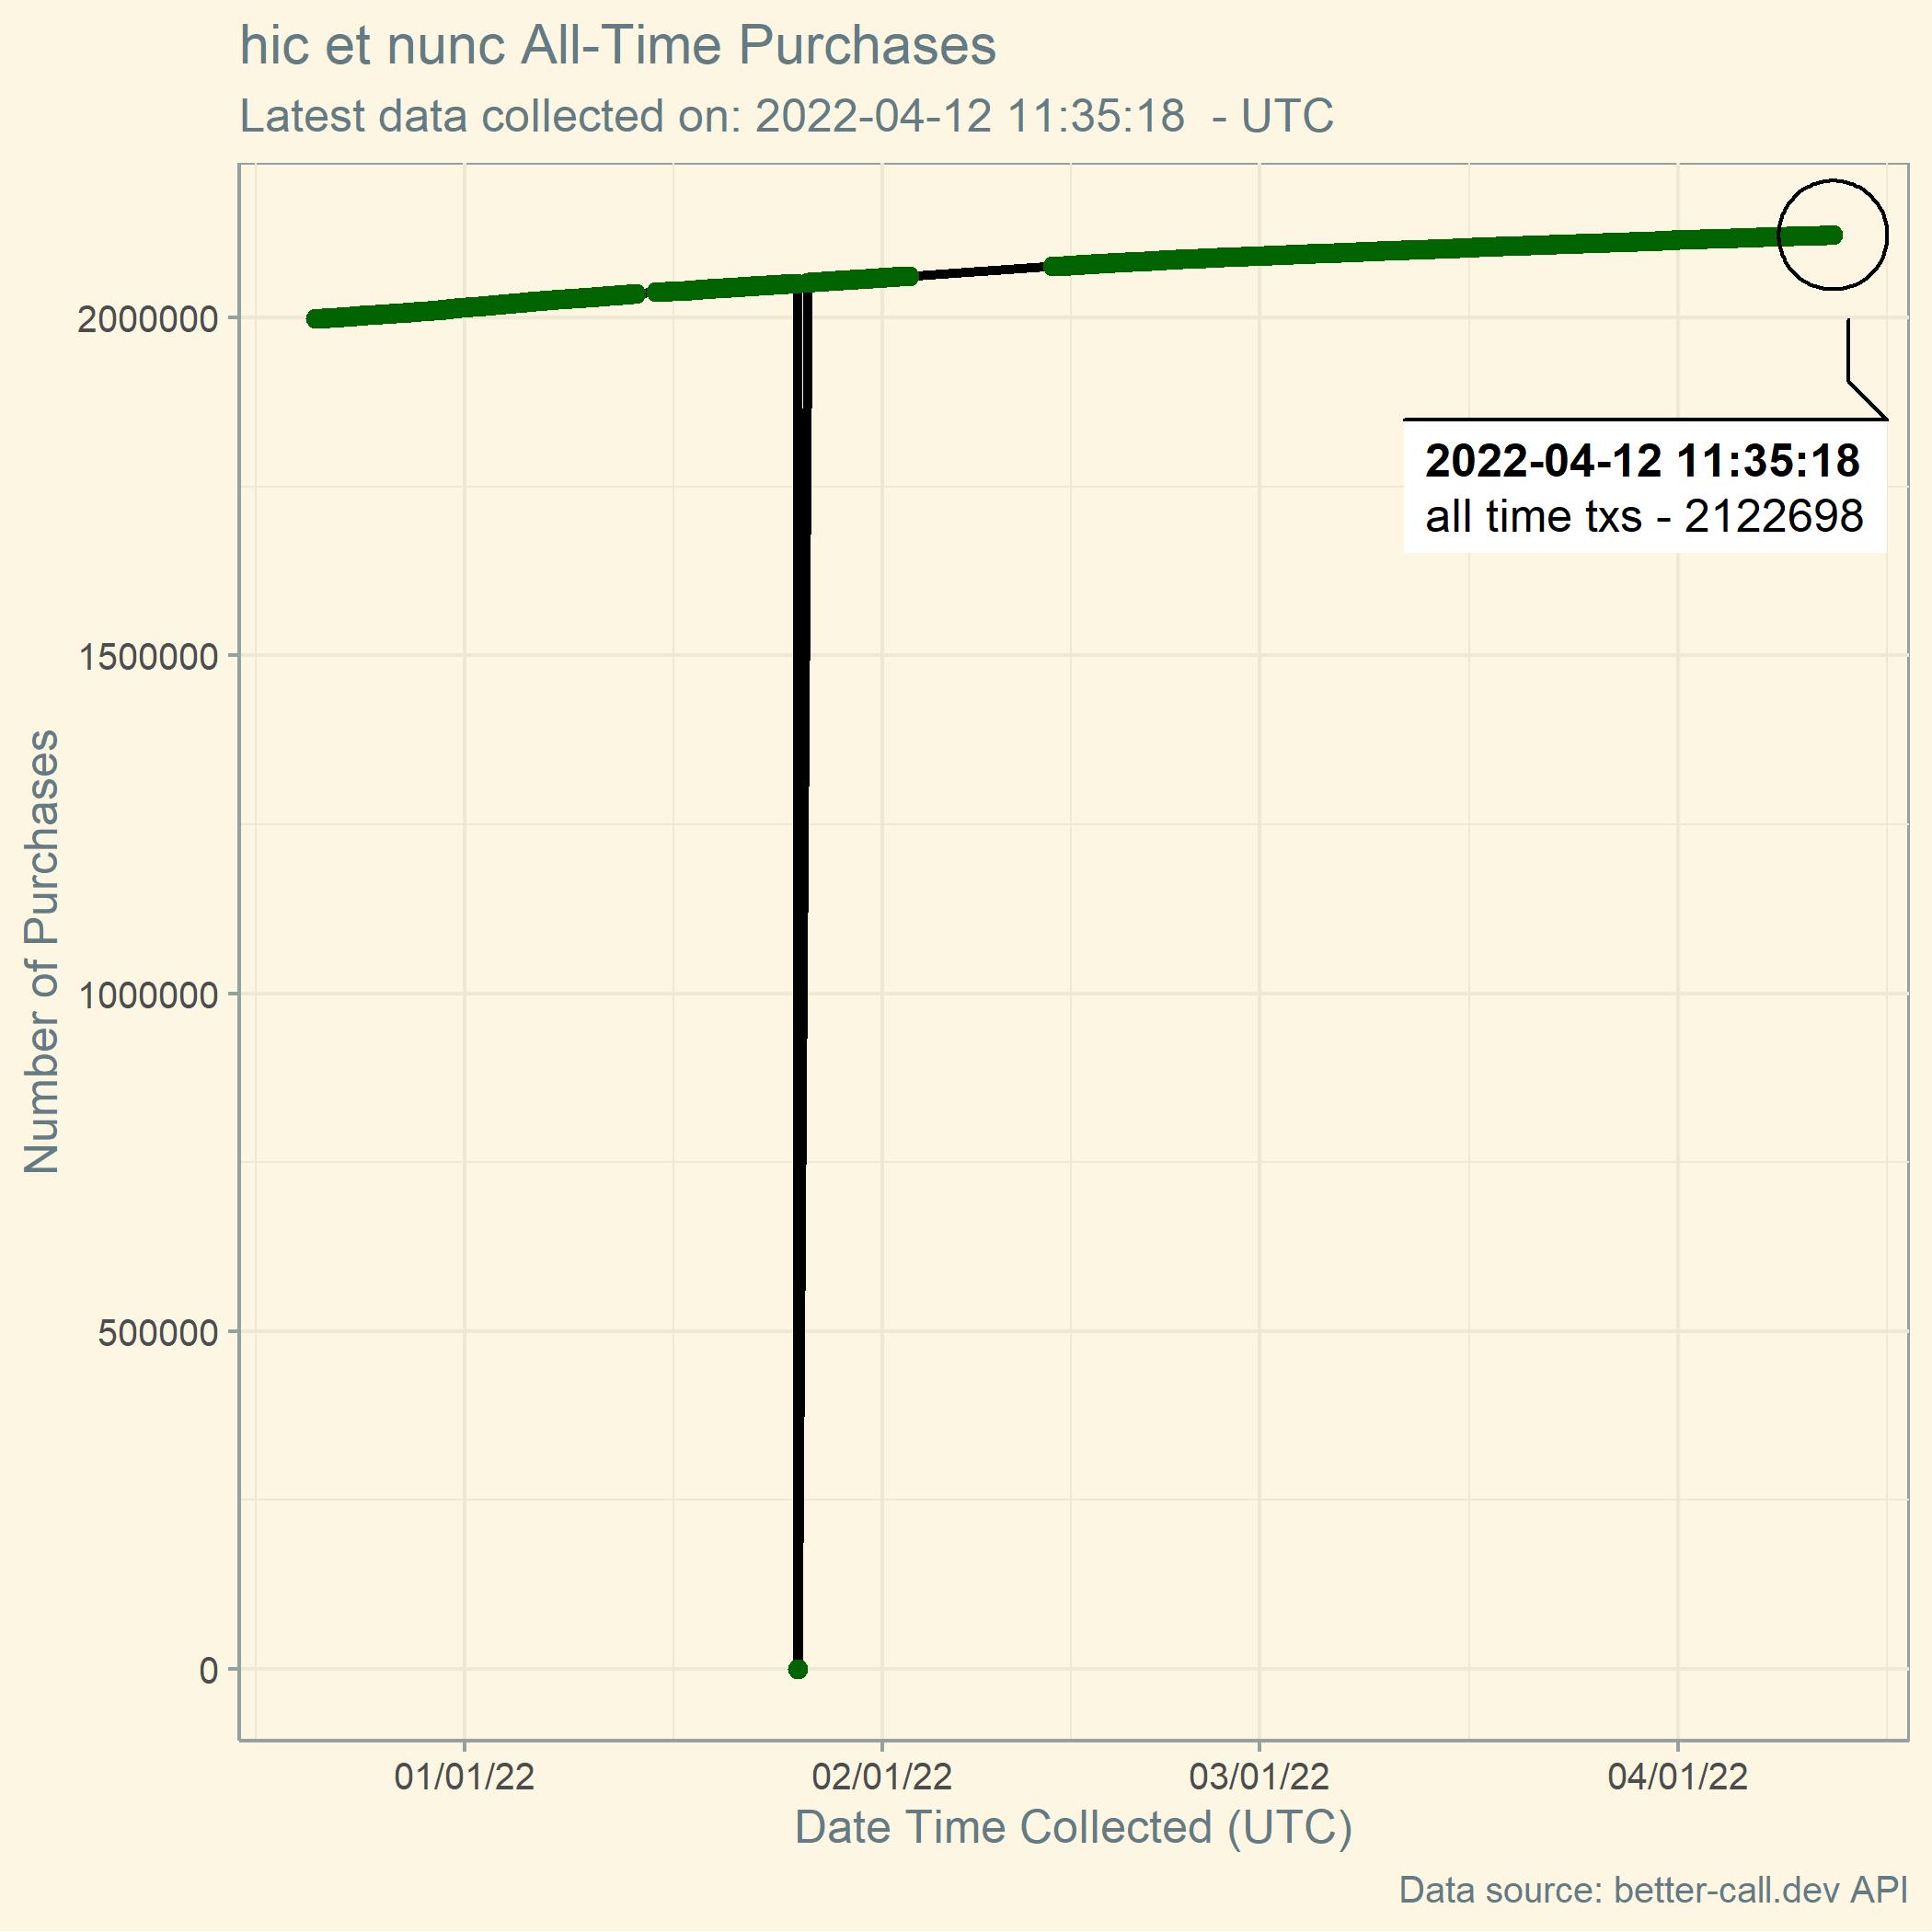 hic et nunc All-Time Purchases
Latest data collected on: 2022-04-12 11:35:18  - UTC
2000000
1500000
1000000
500000
0
Number of Purchases
2022-04-12 11:35:18
all time txs - 2122698
01/01/22
02/01/22
03/01/22
04/01/22
Date Time Collected (UTC)
Data source: better-call.dev API